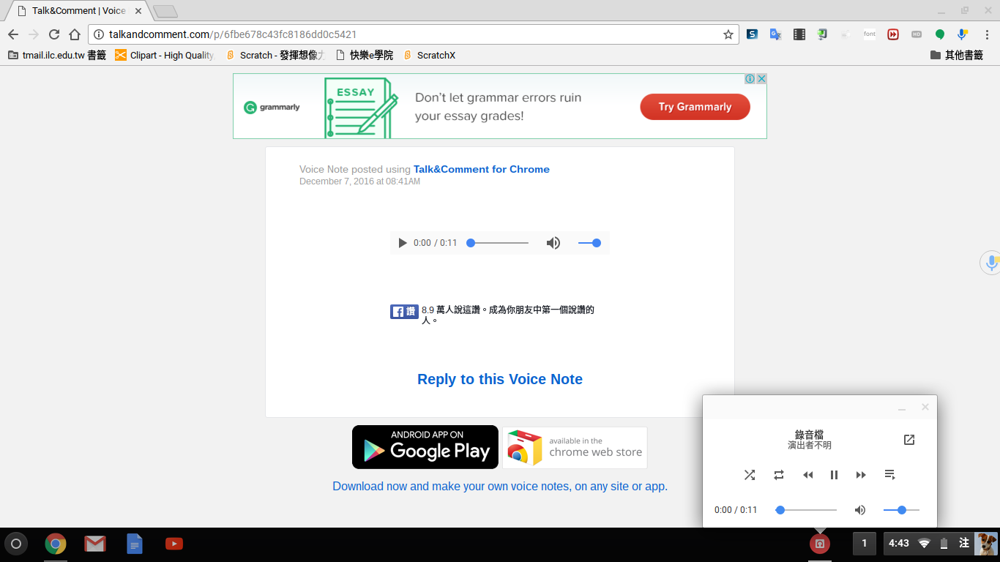 Talk&Comment | Voice
talkandcomment.com/p/6fbe678c43fc8186dd0c5421
font
HD
tmail.ilc.edu.tw 書籤
Clipart - High Quality
Scratch - 發揮想像力
快樂e學院
ScratchX
其他書籤
grammarly
ESSAY
Don't let grammar errors ruin
your essay grades!
Try Grammarly
Voice Note posted using Talk&Comment for Chrome
December 7, 2016 at 08:41AM
0:00 / 0:11
讚 8.9 萬人說這讚。成為你朋友中第一個說讚的
人。
Reply to this Voice Note
ANDROID APP ON
Google Play
available in the
chrome web store
Download now and make your own voice notes, on any site or app.
錄音檔
演出者不明
0:00 / 0:11
1
4:43
注